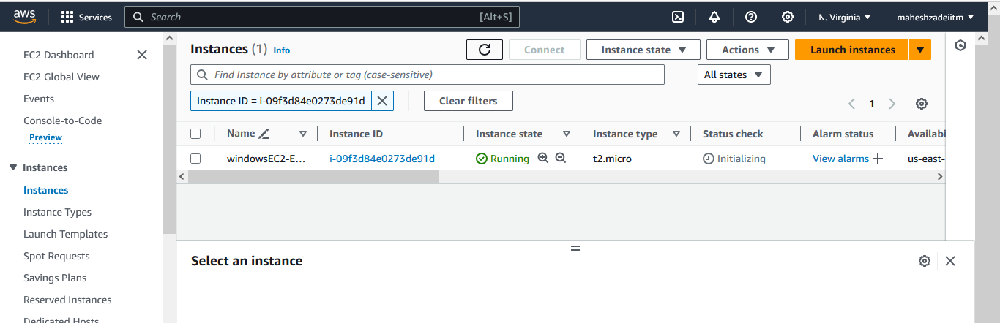 aws Services Search [Alt+S] N. Virginia maheshzadeiitm
EC2 Dashboard
EC2 Global View
Events
Console-to-Code
Preview
Instances
Instances
Instance Types
Launch Templates
Spot Requests
Savings Plans
Reserved Instances
Dedicated Hosts
Instances (1) Info Connect Instance state Actions Launch instances
Find Instance by attribute or tag (case-sensitive) All states
Instance ID = i-09f3d84e0273de91d Clear filters 1
Name Instance ID Instance state Instance type Status check Alarm status Availabi
windowsEC2-E... i-09f3d84e0273de91d Running t2.micro Initializing View alarms us-east-
Select an instance